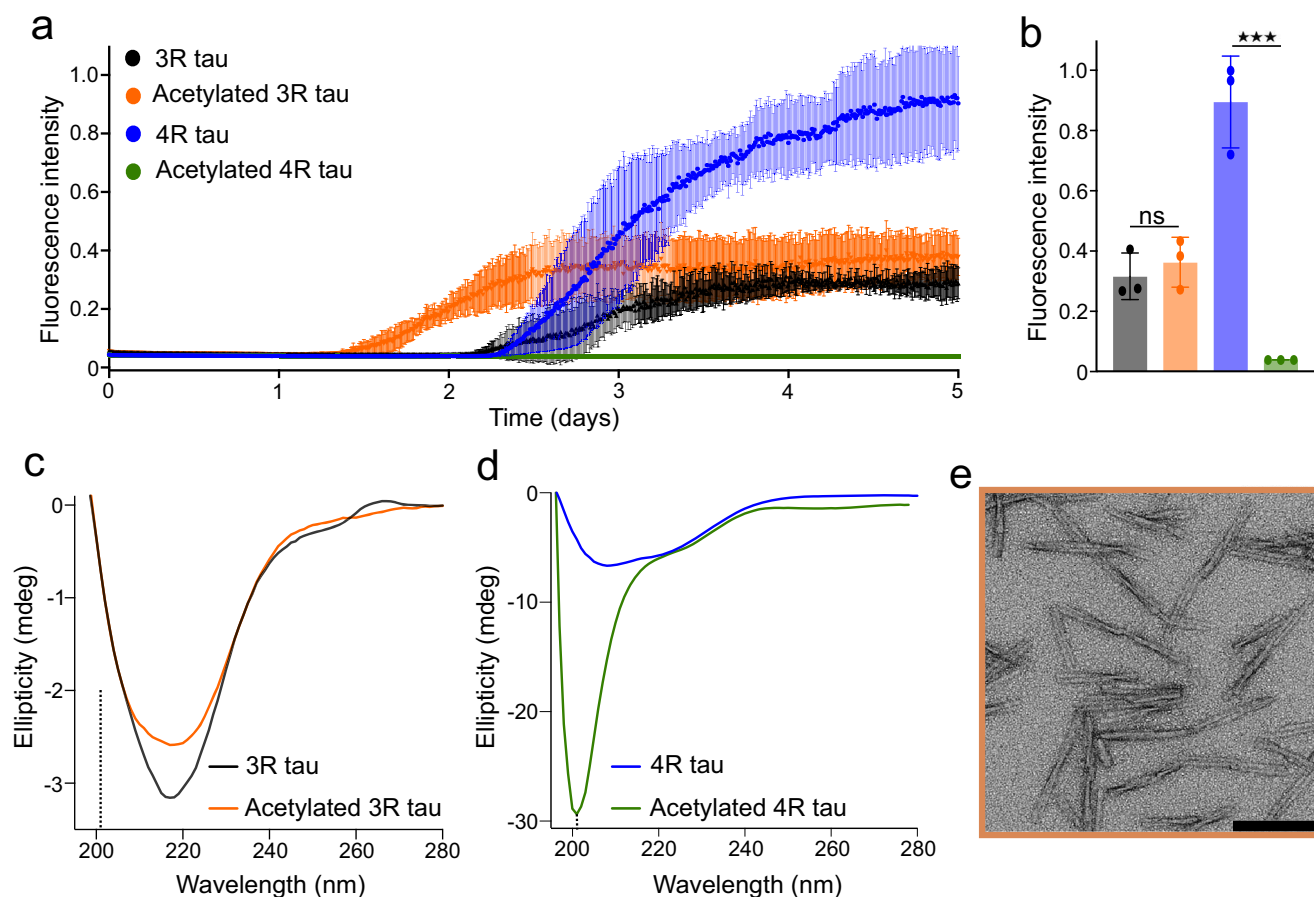 a
3R tau
Acetylated 3R tau
4R tau
Acetylated 4R tau
Fluorescence intensity
1.0
0.8
0.6
0.4
0.2
0
0 1 2 3 4 5
Time (days)
b
★★★
ns
Fluorescence intensity
1.0
0.8
0.6
0.4
0.2
0
c
Ellipticity (mdeg)
0
-1
-2
-3
3R tau
Acetylated 3R tau
200 220 240 260 280
Wavelength (nm)
d
Ellipticity (mdeg)
0
-10
-20
-30
4R tau
Acetylated 4R tau
200 220 240 260 280
Wavelength (nm)
e